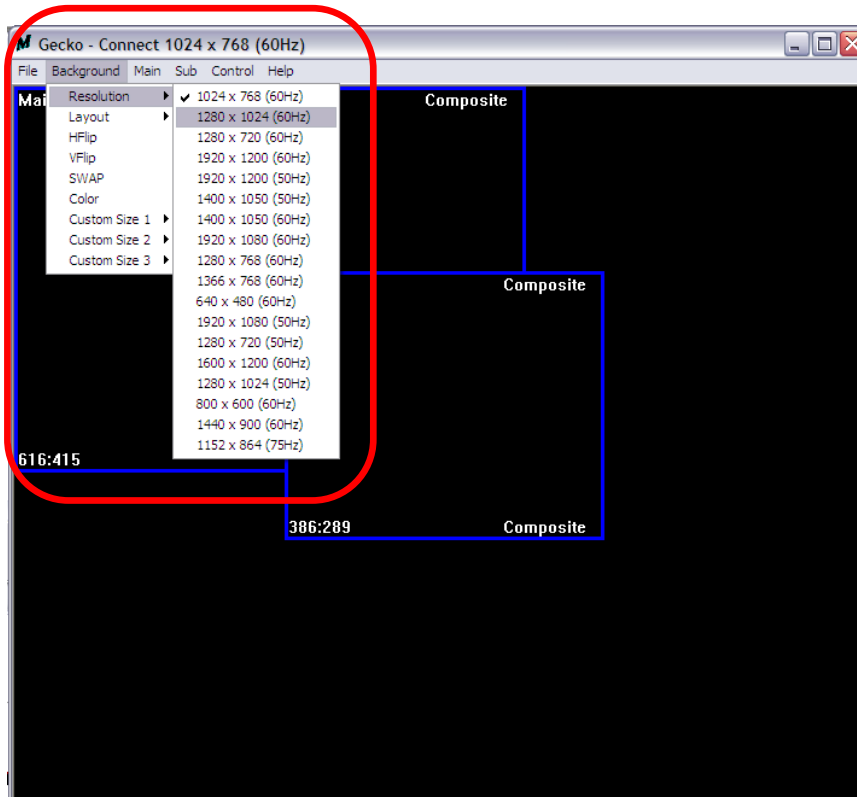 Gecko - Connect 1024 x 768 (60Hz)
File Background Main Sub Control Help
Mai
Composite
Resolution
Layout
HFlip
VFlip
SWAP
Color
Custom Size 1
Custom Size 2
Custom Size 3
1024 x 768 (60Hz)
1280 x 1024 (60Hz)
1280 x 720 (60Hz)
1920 x 1200 (60Hz)
1920 x 1200 (50Hz)
1400 x 1050 (50Hz)
1400 x 1050 (60Hz)
1920 x 1080 (60Hz)
1280 x 768 (60Hz)
1366 x 768 (60Hz)
640 x 480 (60Hz)
1920 x 1080 (50Hz)
1280 x 720 (50Hz)
1600 x 1200 (60Hz)
1280 x 1024 (50Hz)
800 x 600 (60Hz)
1440 x 900 (60Hz)
1152 x 864 (75Hz)
Composite
616:415
386:289 Composite